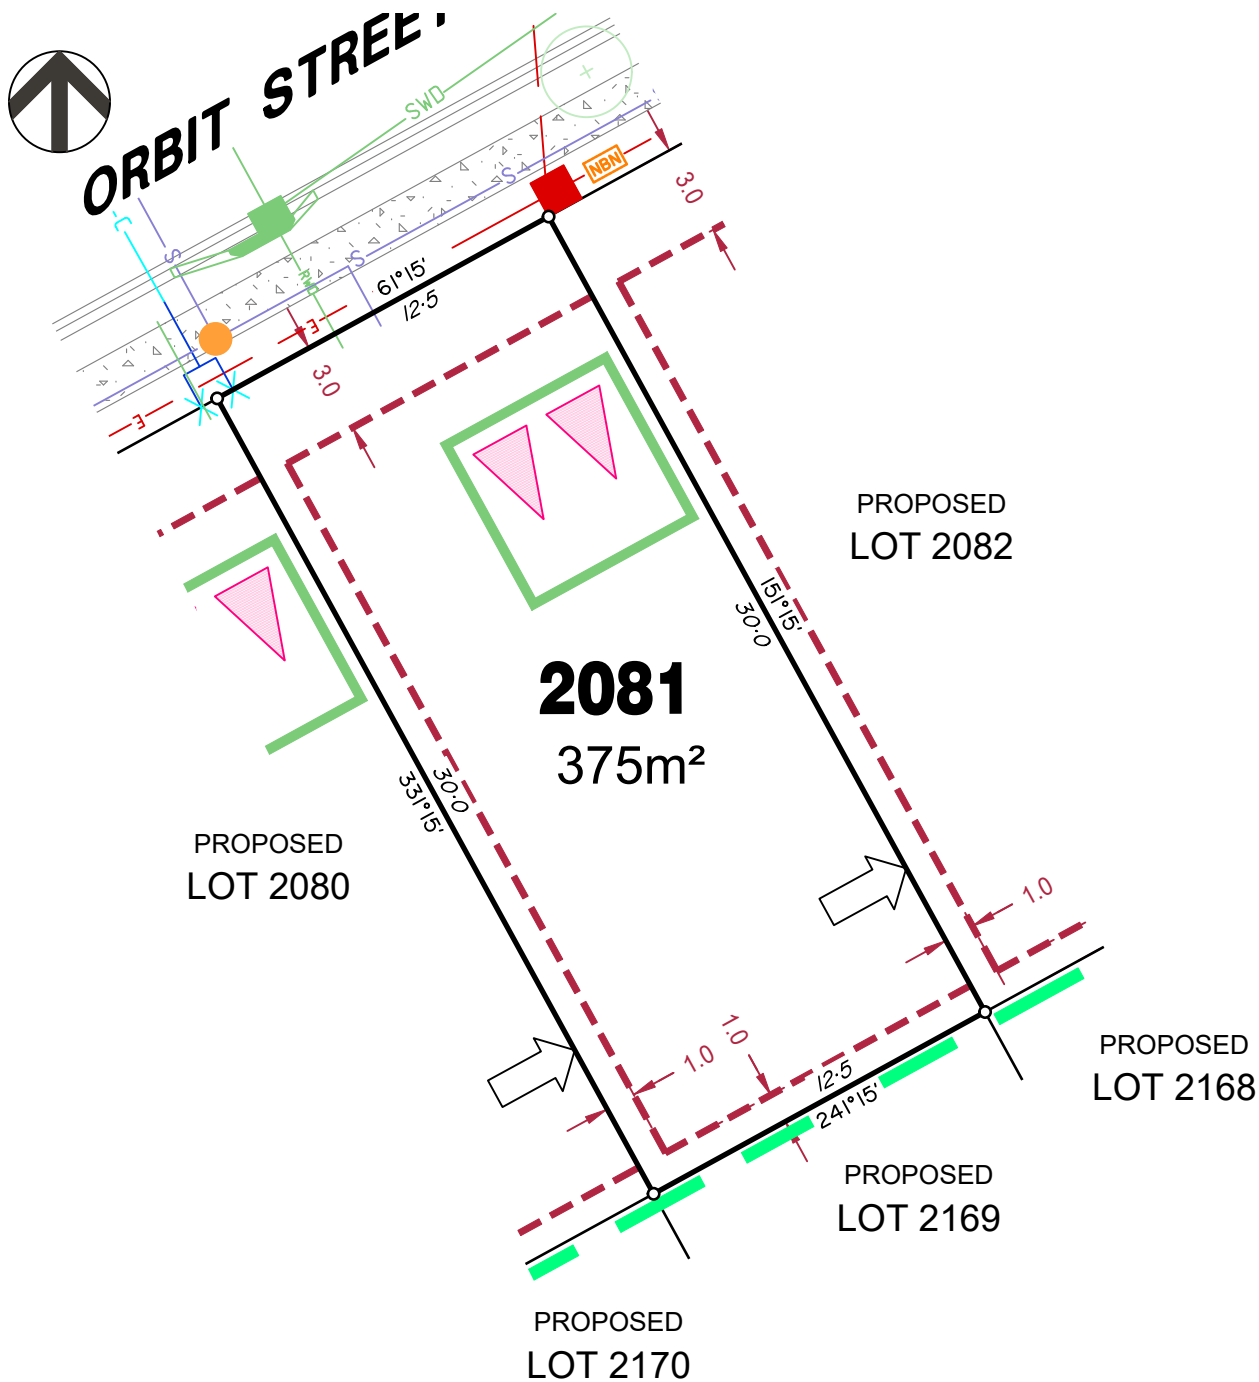 ORBIT STREET
SWD
C
S
S
S
NBN
3.0
RWO
E
61°15'
12·5
3.0
E
PROPOSED
LOT 2082
151°15'
30·0
2081
375m²
30·0
331°15'
PROPOSED
LOT 2080
1.0
1.0
1.0
12·5
241°15'
PROPOSED
LOT 2168
PROPOSED
LOT 2169
PROPOSED
LOT 2170